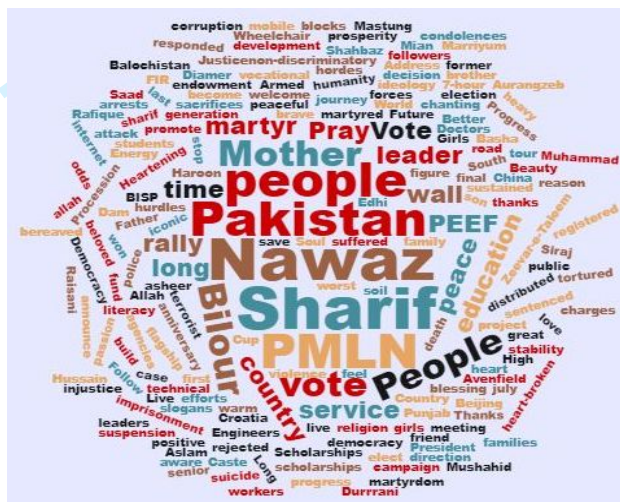 corruption mobile blocks Mastung
Wheelchair prosperity condolences
responded development Shahbaz Mian Marriyum
Justicenon-discriminatory followers
Balochistan FIR Diamer vocational hordes Address former
endowment Armed humanity decision brother
Saad become welcome forces ideology 7-hour Aurangzeb
Rafique last sacrifices peaceful journey election World chanting heavy
arrests sharif generation brave martyred Future Better Progress
internet attack promote martyr Pray Vote Doctors Girls Basha
students Energy Heartening stop Mother leader road tour Muhammad
odds Procession Haroon people figure final South China Beauty
allah BISP time wall sustained reason
Dam hurdles Edhi son thanks
bereaved Father iconic Pakistan PEEF Zeevar-e-Taleem registered
beloved won rally save Soul suffered family education Siraj
Democracy fund police long Nawaz peace public
Raisani asheer worst soil distributed tortured
announce literacy Allah terrorist Bilour Sharif death sentenced charges
passion agencies flagship anniversary Cup project love
build PMLN People great stability
Hussain case first violence feel heart High
injustice Follow technical country vote blessing july Avenfield heart-broken
Live efforts service Country Beijing
imprisonment slogans warm Punjab Thanks
leaders Croatia live religion girls meeting
suspension Engineers democracy friend
positive rejected Scholarships President families
Aslam elect direction
aware Caste Long scholarships campaign Mushahid
senior suicide progress martyrdom
workers Durrrani